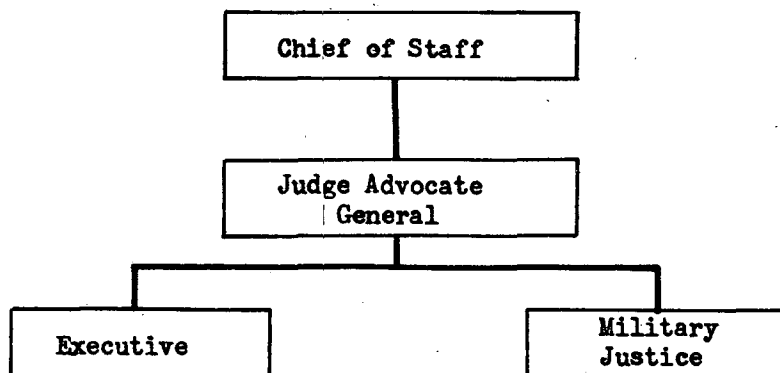 Chief of Staff
Judge Advocate
General
Executive
Military
Justice